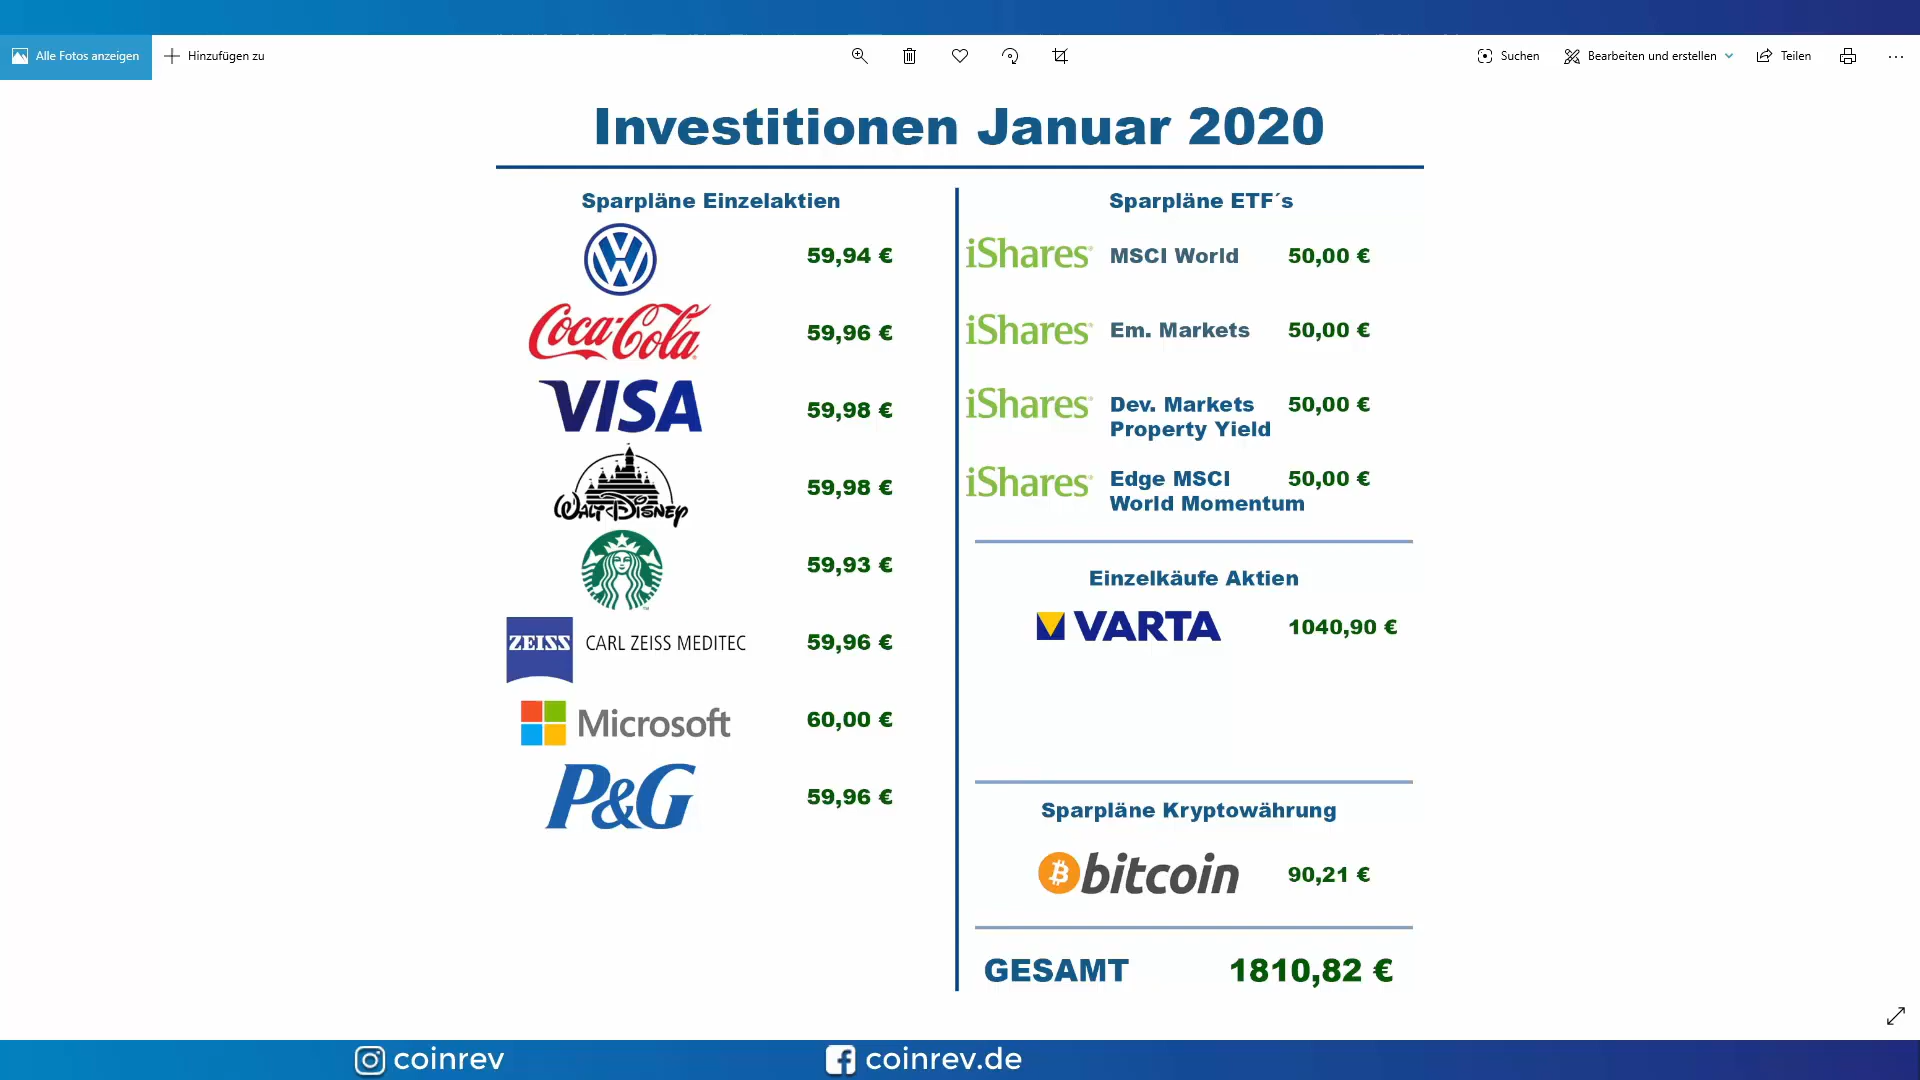 Alle Fotos anzeigen
Hinzufügen zu
Suchen
Bearbeiten und erstellen
Teilen
Investitionen Januar 2020
Sparpläne Einzelaktien
59,94 €
Coca-Cola
59,96 €
VISA
59,98 €
WALT DISNEY
59,98 €
59,93 €
ZEISS CARL ZEISS MEDITEC
59,96 €
Microsoft
60,00 €
P&G
59,96 €
Sparpläne ETF´s
iShares MSCI World 50,00 €
iShares Em. Markets 50,00 €
iShares Dev. Markets 50,00 €
Property Yield
iShares Edge MSCI 50,00 €
World Momentum
Einzelkäufe Aktien
VARTA 1040,90 €
Sparpläne Kryptowährung
bitcoin 90,21 €
GESAMT 1810,82 €
coinrev
coinrev.de